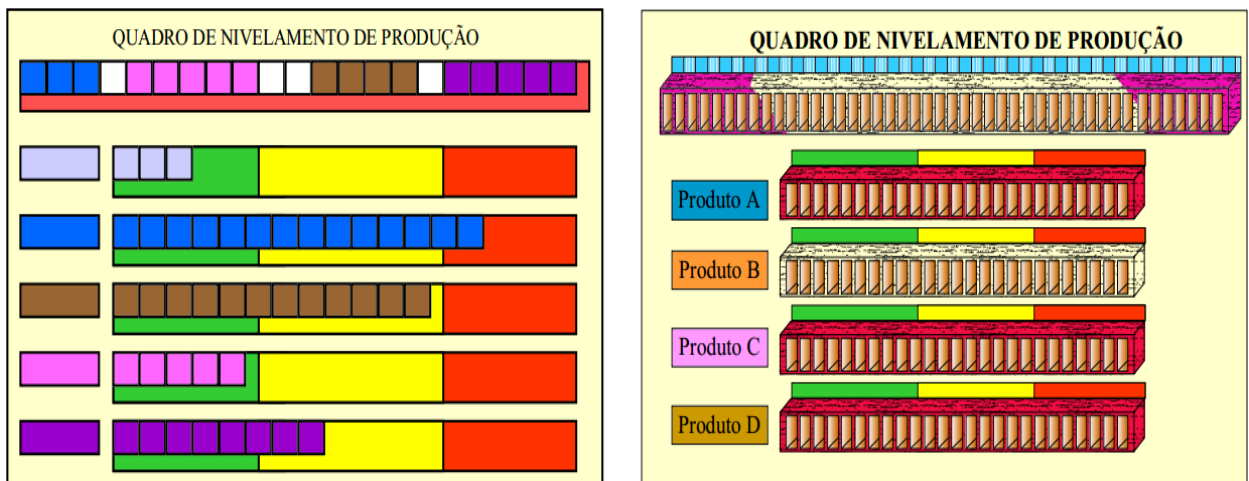 QUADRO DE NIVELAMENTO DE PRODUÇÃO
QUADRO DE NIVELAMENTO DE PRODUÇÃO
Produto A
Produto B
Produto C
Produto D